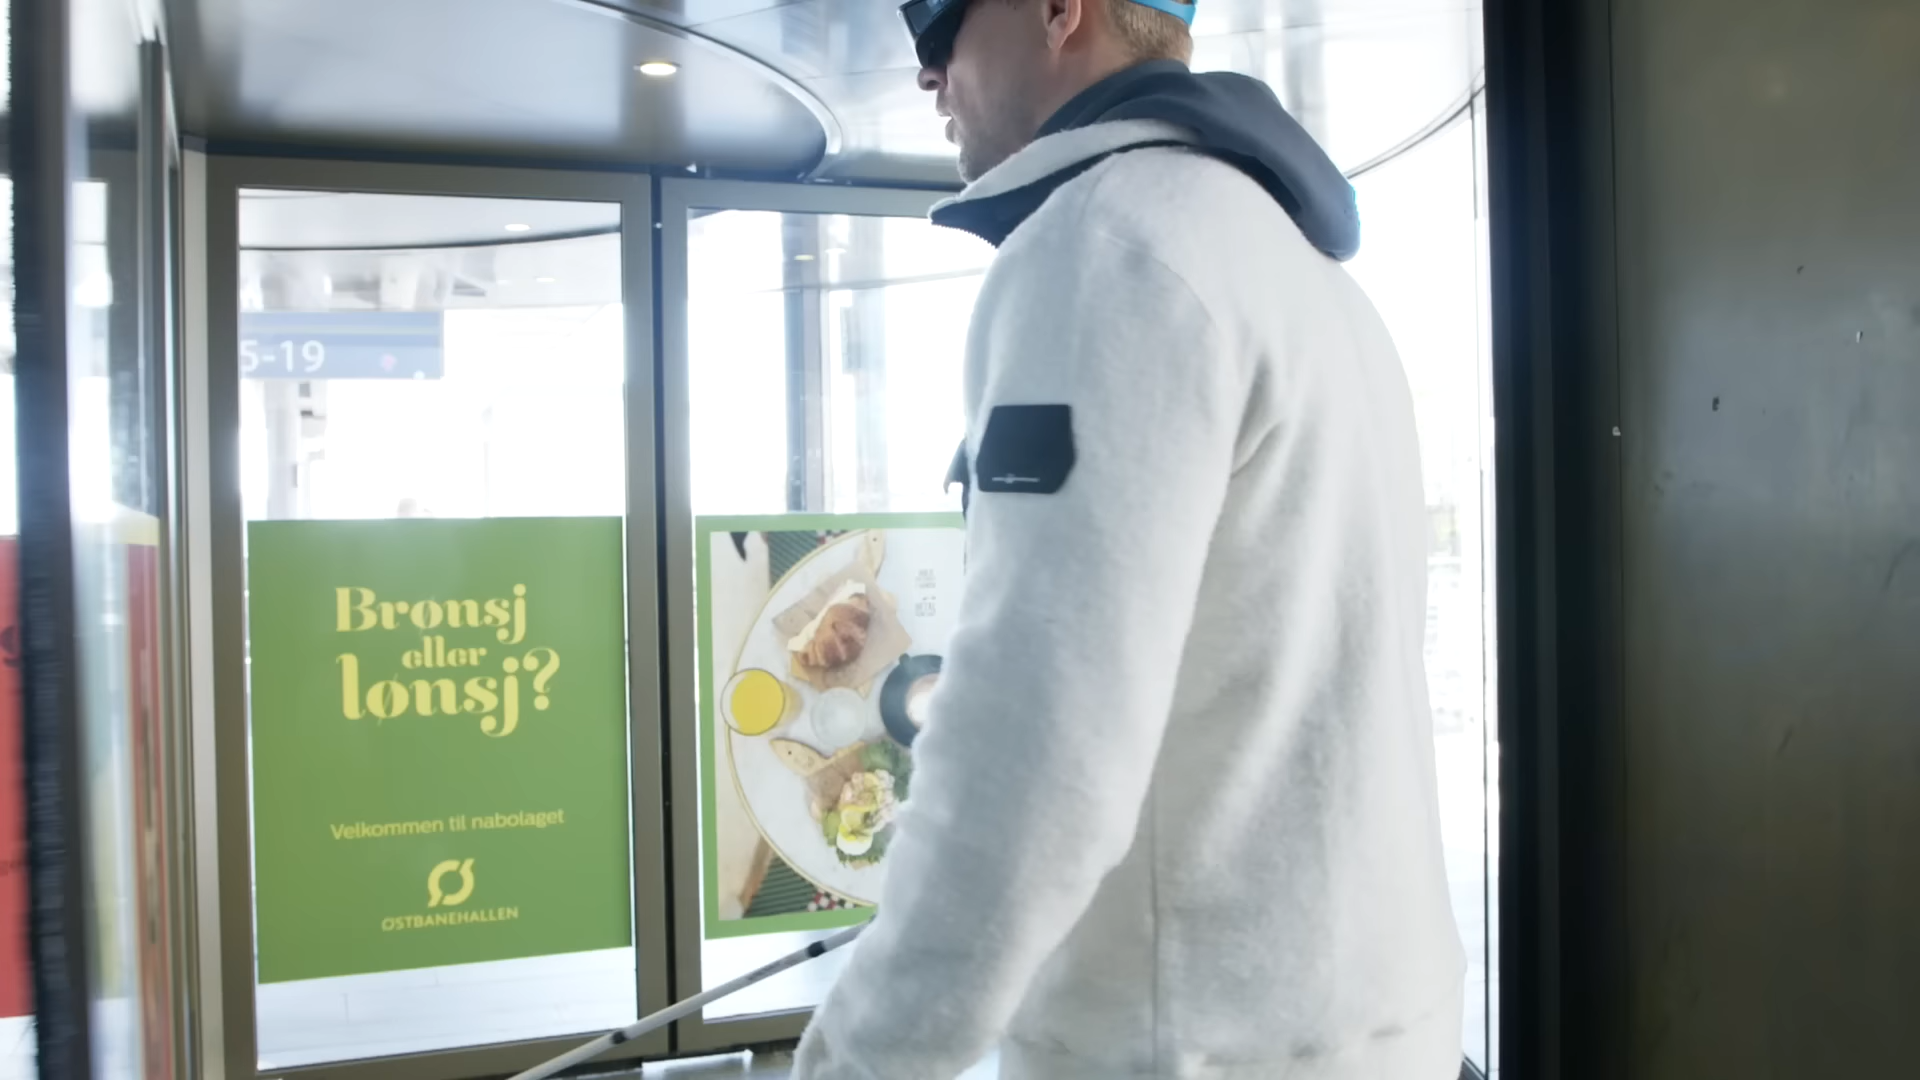 5-19
Brønsj
eller
lønsj?
Velkommen til nabolaget
ØSTBANEHALLEN